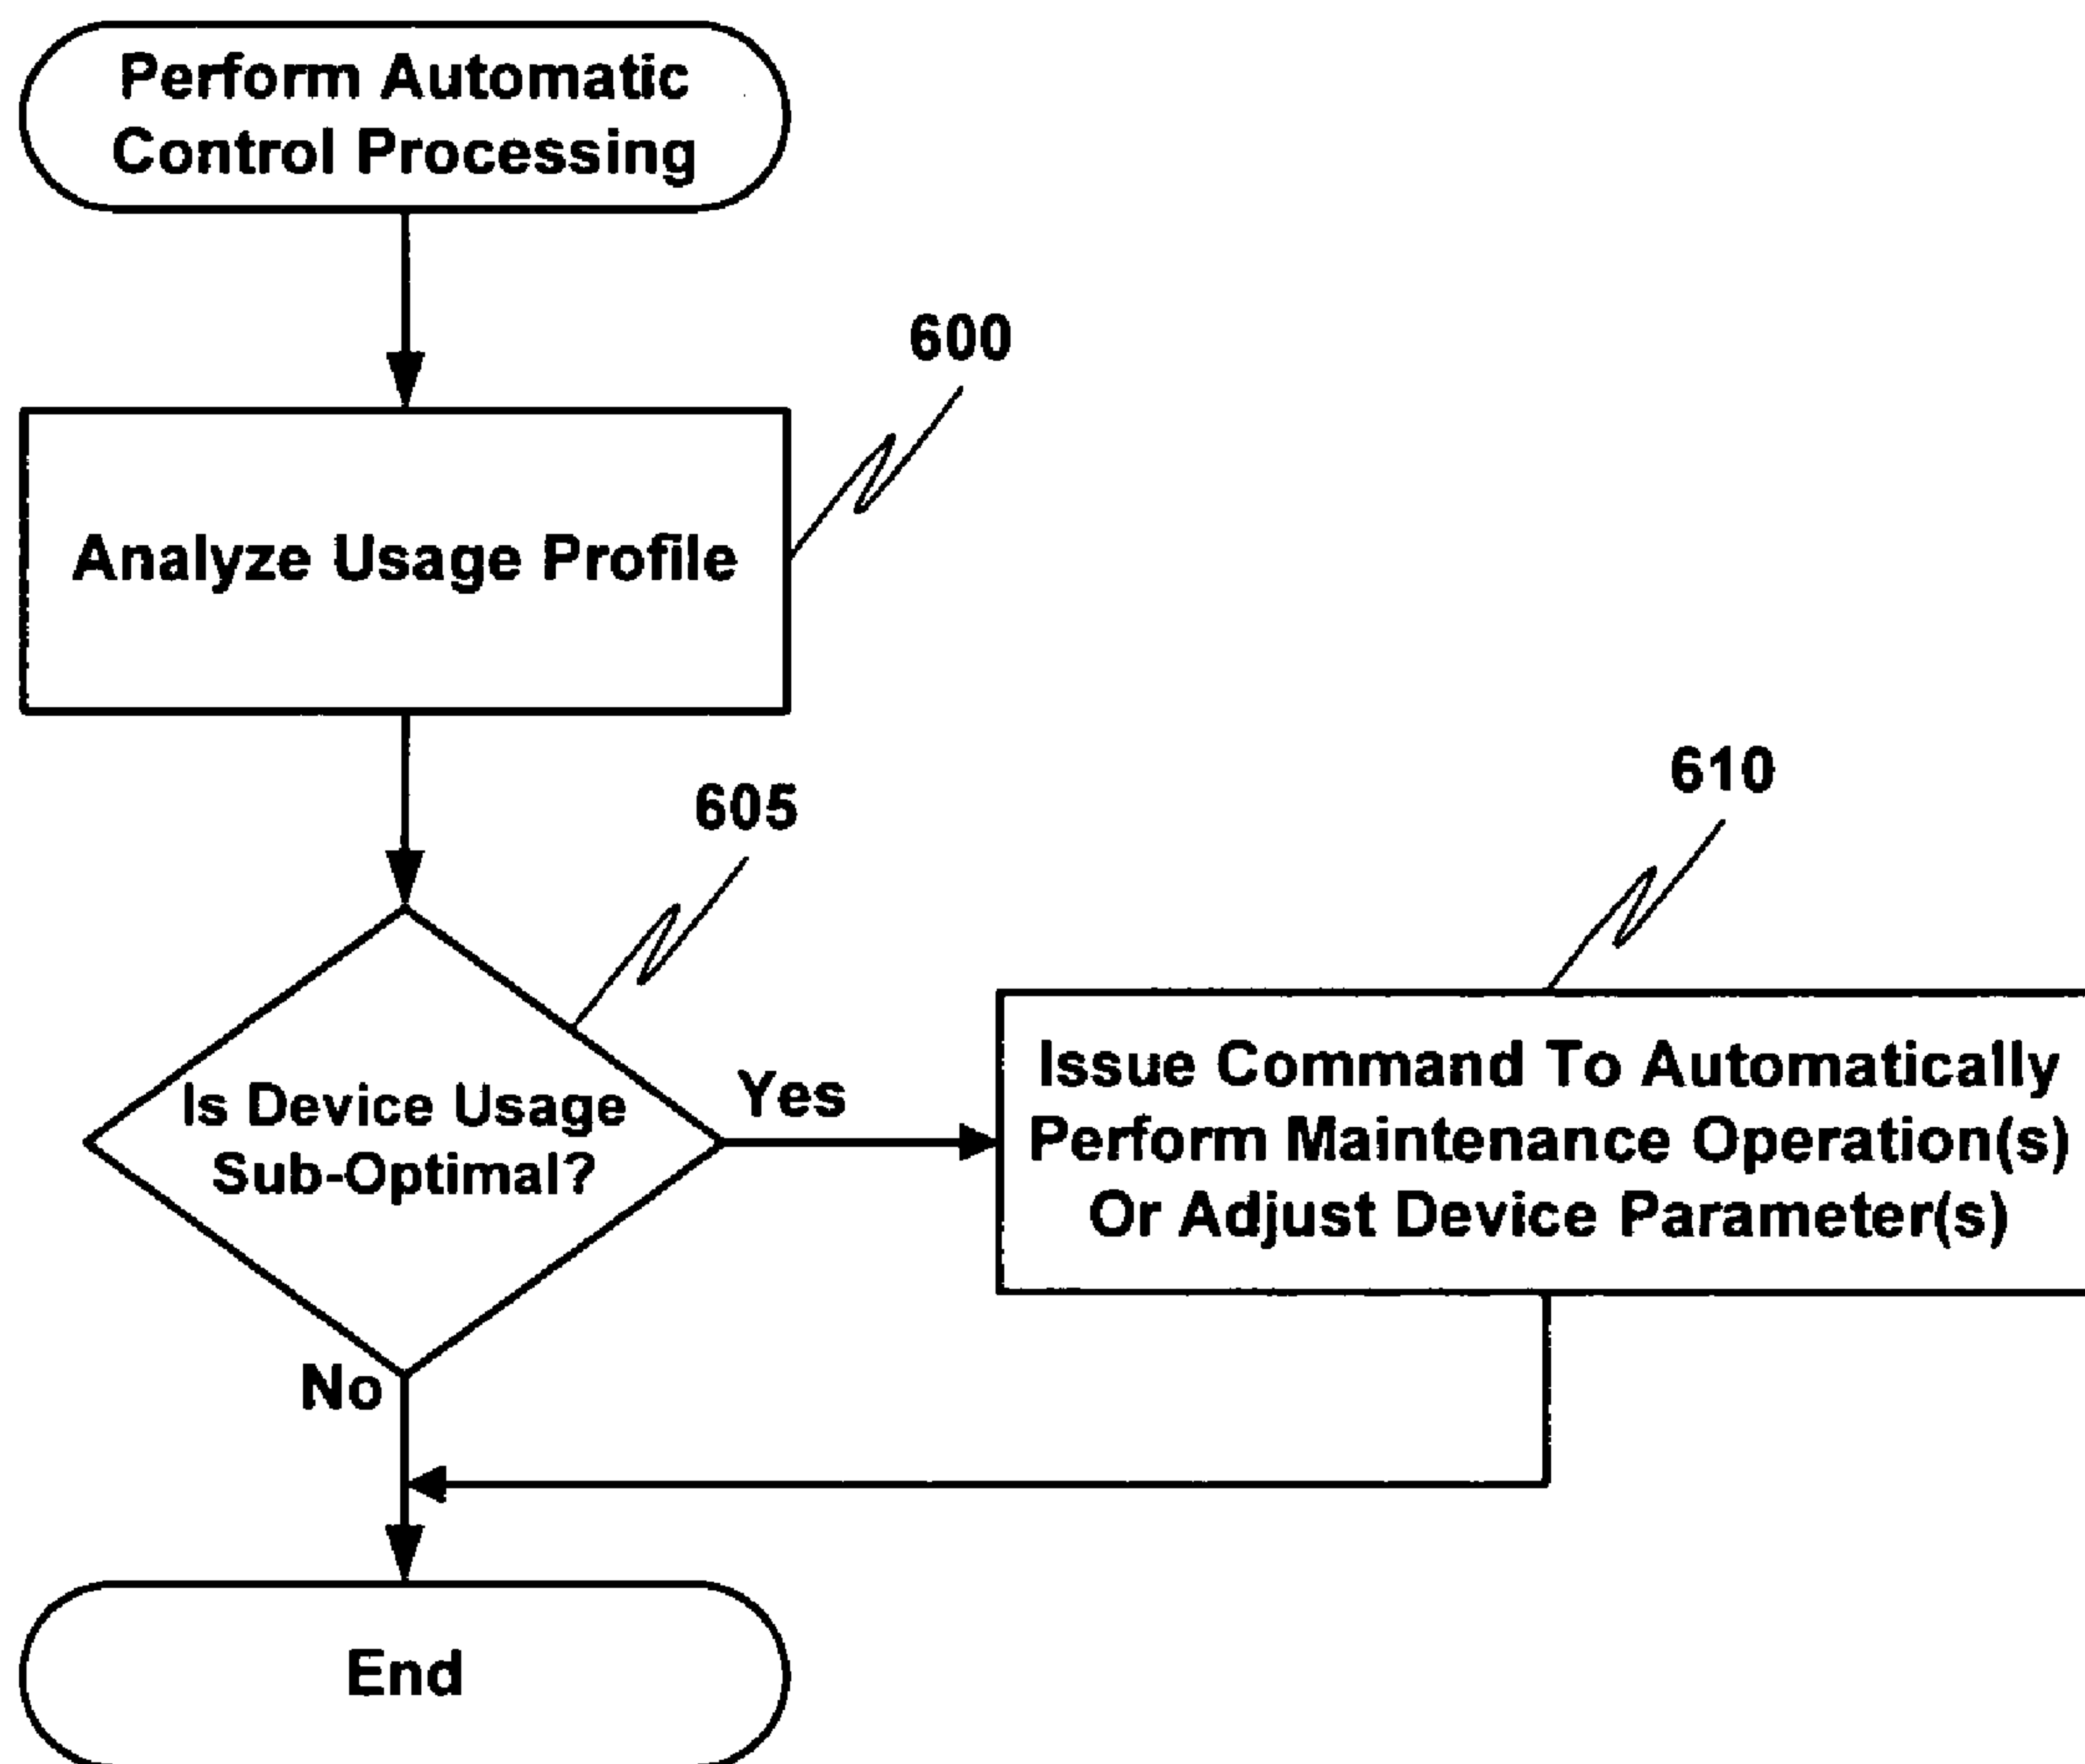 Perform Automatic
Control Processing
600
Analyze Usage Profile
605
610
Is Device Usage
Sub-Optimal?
Yes
Issue Command To Automatically
Perform Maintenance Operation(s)
Or Adjust Device Parameter(s)
No
End